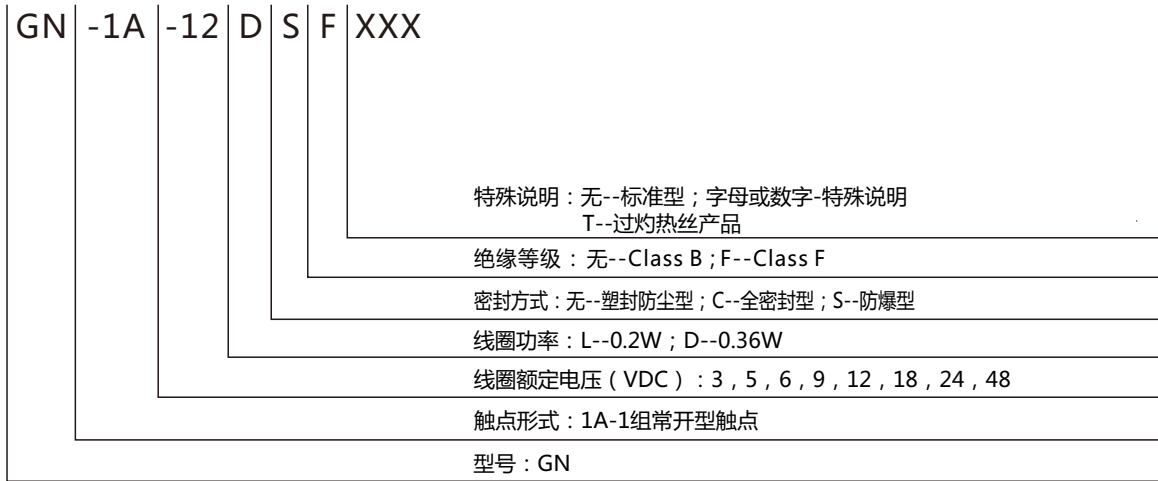 GN -1A -12 D S F XXX
特殊说明：无--标准型；字母或数字-特殊说明
T--过灼热丝产品
绝缘等级：无--Class B ; F--Class F
密封方式：无--塑封防尘型；C--全密封型；S--防爆型
线圈功率：L--0.2W；D--0.36W
线圈额定电压（VDC）：3，5，6，9，12，18，24，48
触点形式：1A-1组常开型触点
型号：GN